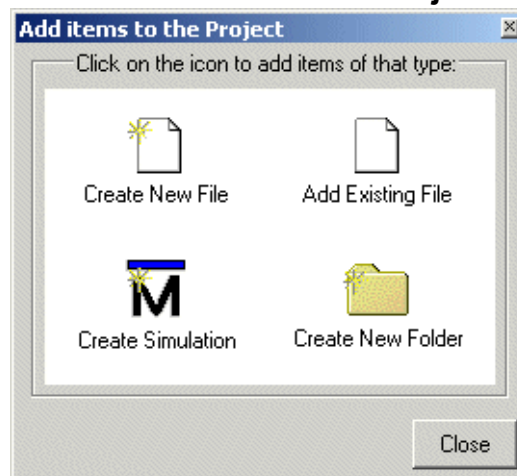 Add items to the Project
Click on the icon to add items of that type:
Create New File
Add Existing File
Create Simulation
Create New Folder
Close